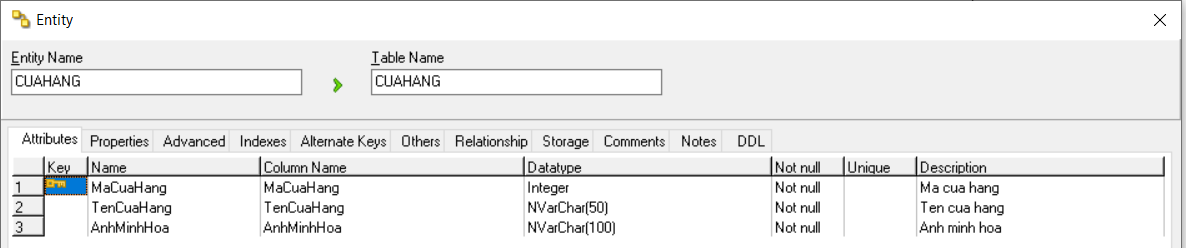 Entity
Entity Name Table Name
CUAHANG CUAHANG
Attributes Properties Advanced Indexes Alternate Keys Others Relationship Storage Comments Notes DDL
Key Name Column Name Datatype Not null Unique Description
1 MaCuaHang MaCuaHang Integer Not null Ma cua hang
2 TenCuaHang TenCuaHang NVarChar(50) Not null Ten cua hang
3 AnhMinhHoa AnhMinhHoa NVarChar(100) Not null Anh minh hoa